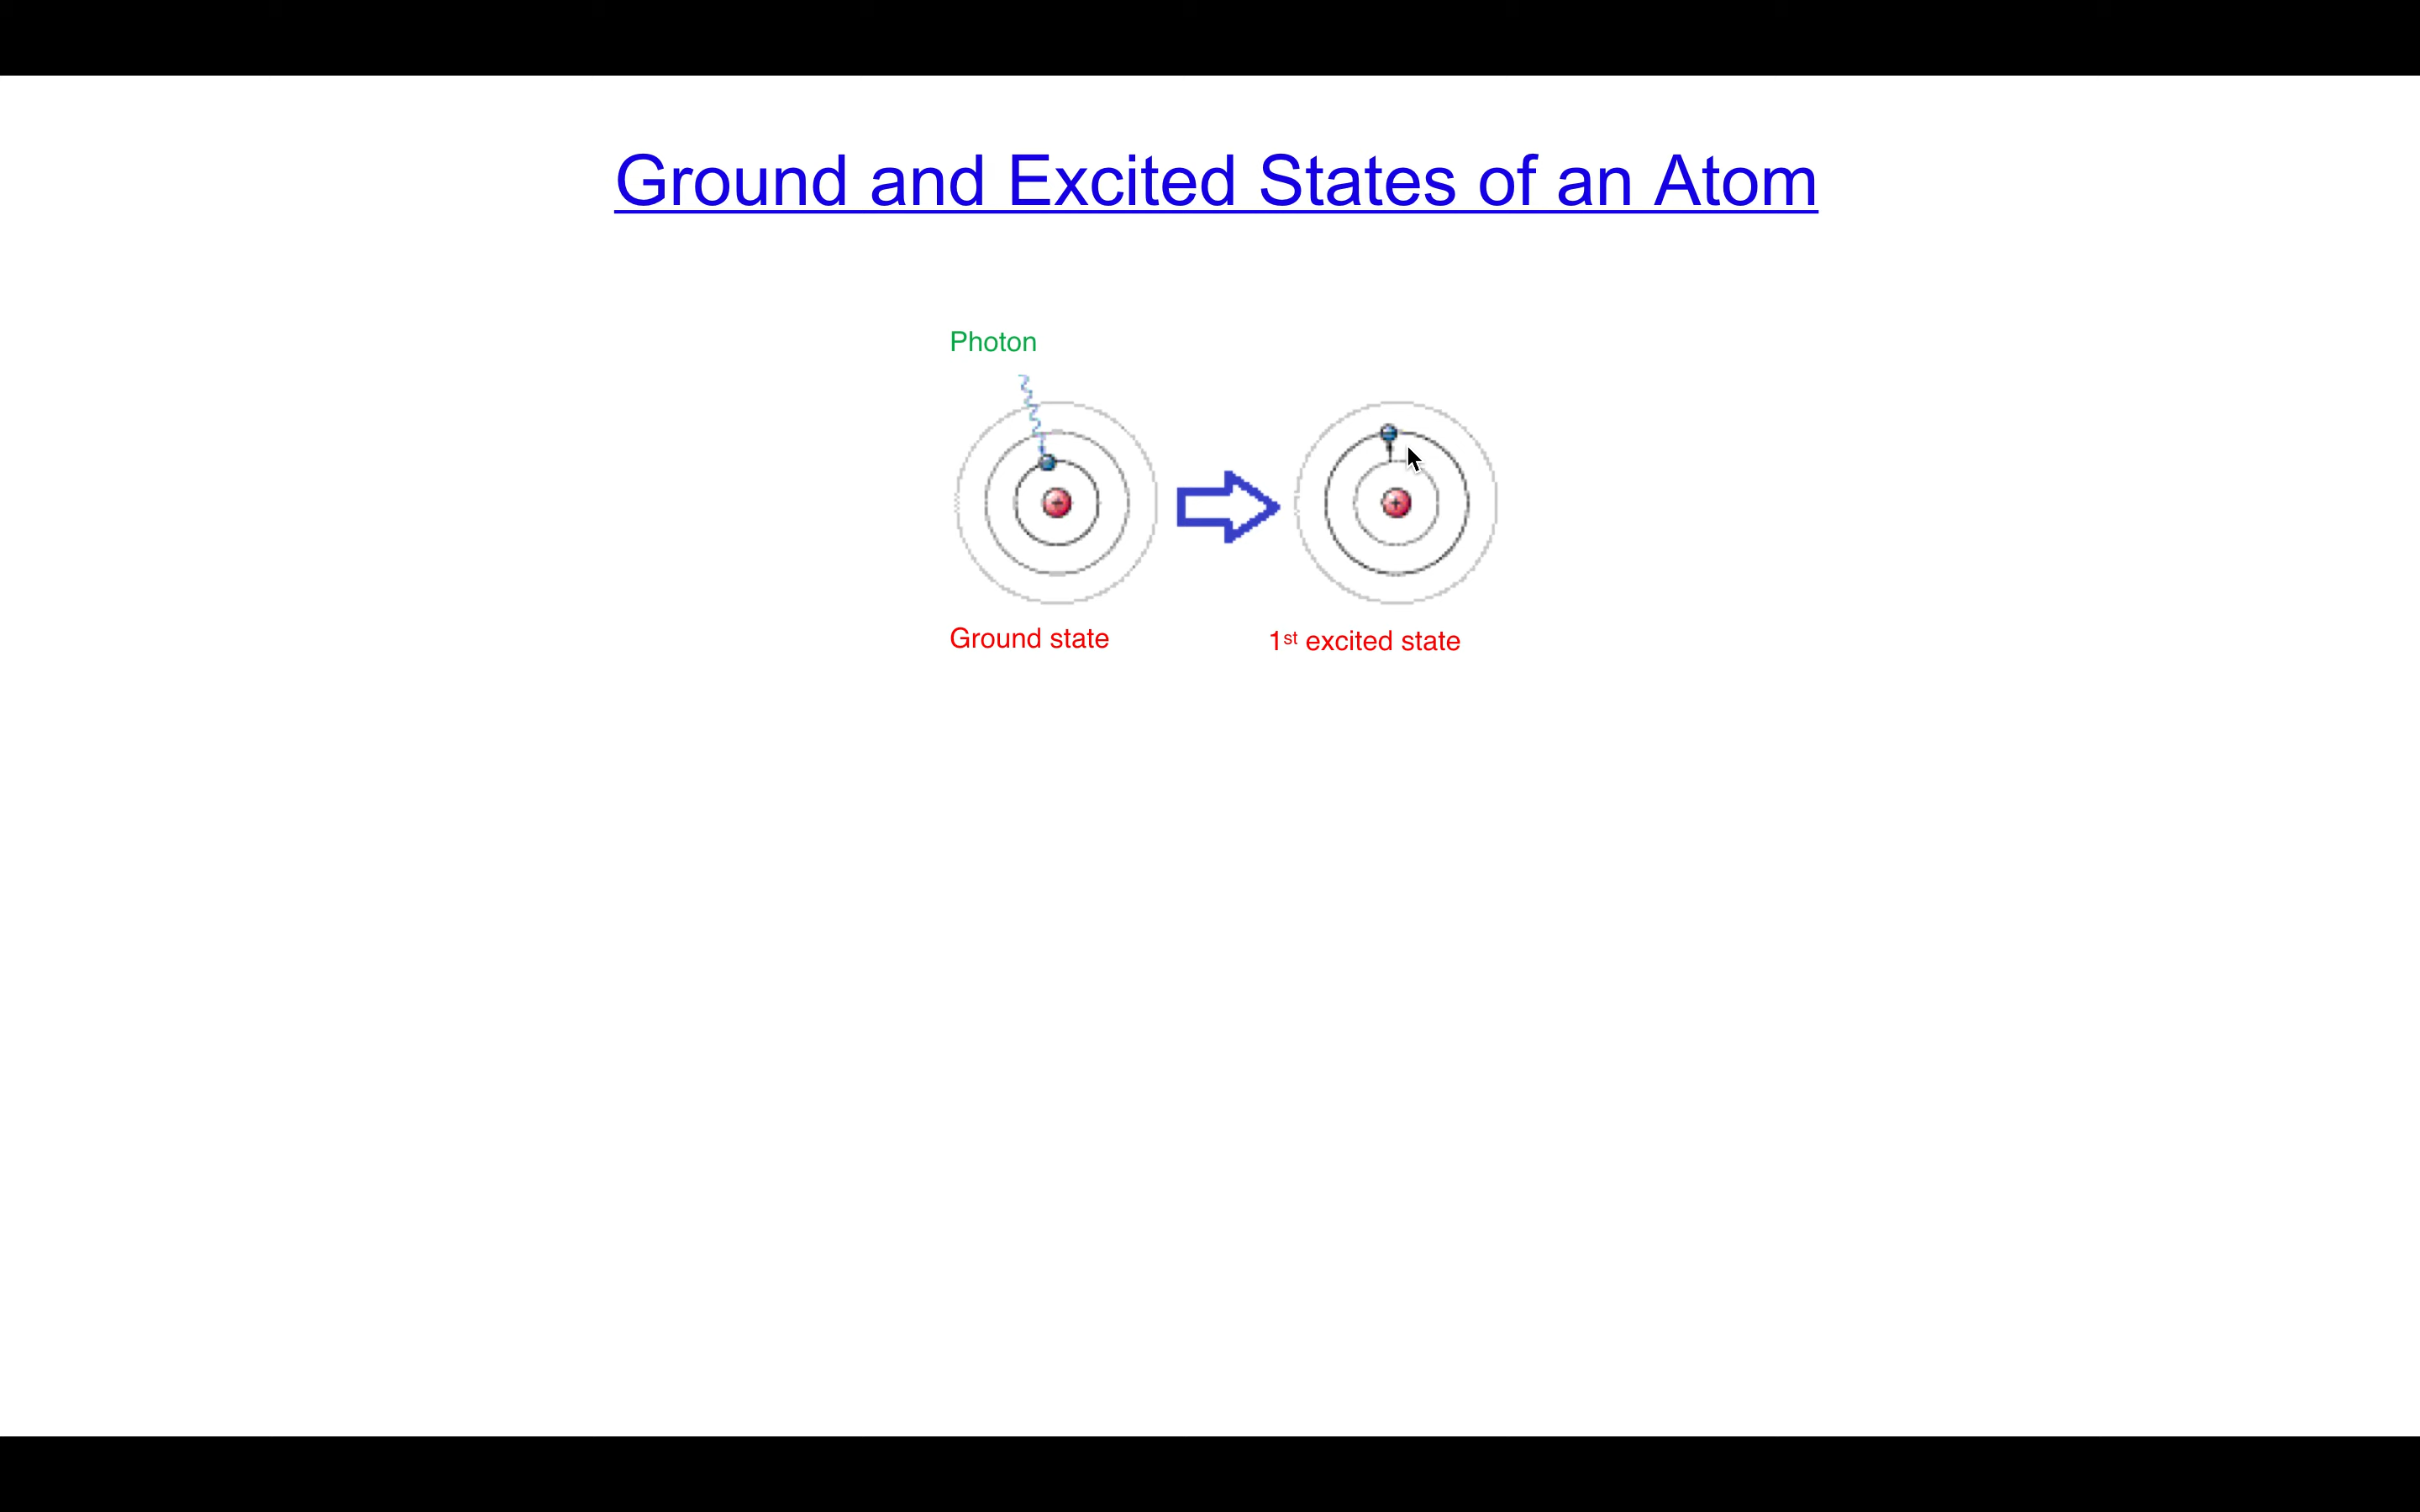 Ground and Excited States of an Atom
Photon
+
+
Ground state
1st excited state